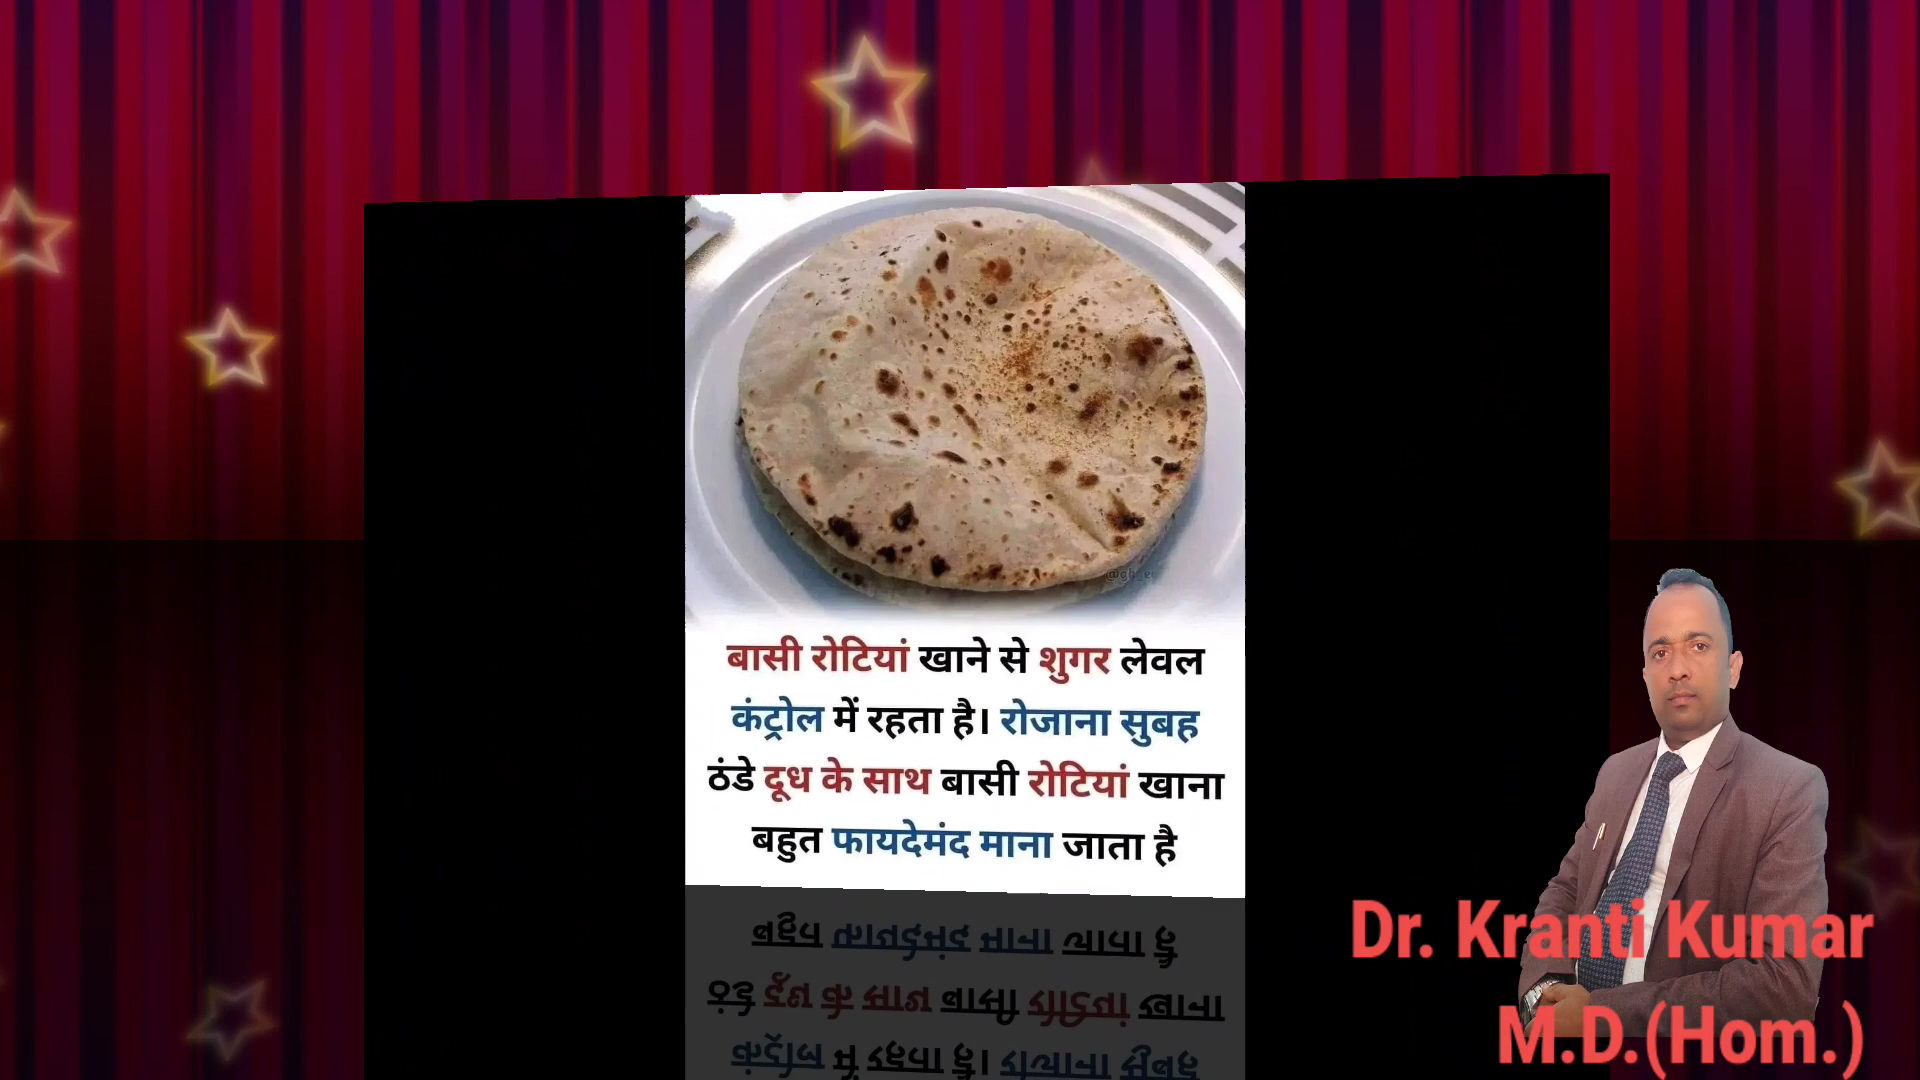 बासी रोटियां खाने से शुगर लेवल
कंट्रोल में रहता है। रोजाना सुबह
ठंडे दूध के साथ बासी रोटियां खाना
बहुत फायदेमंद माना जाता है
Dr. Kranti Kumar
M.D.(Hom.)